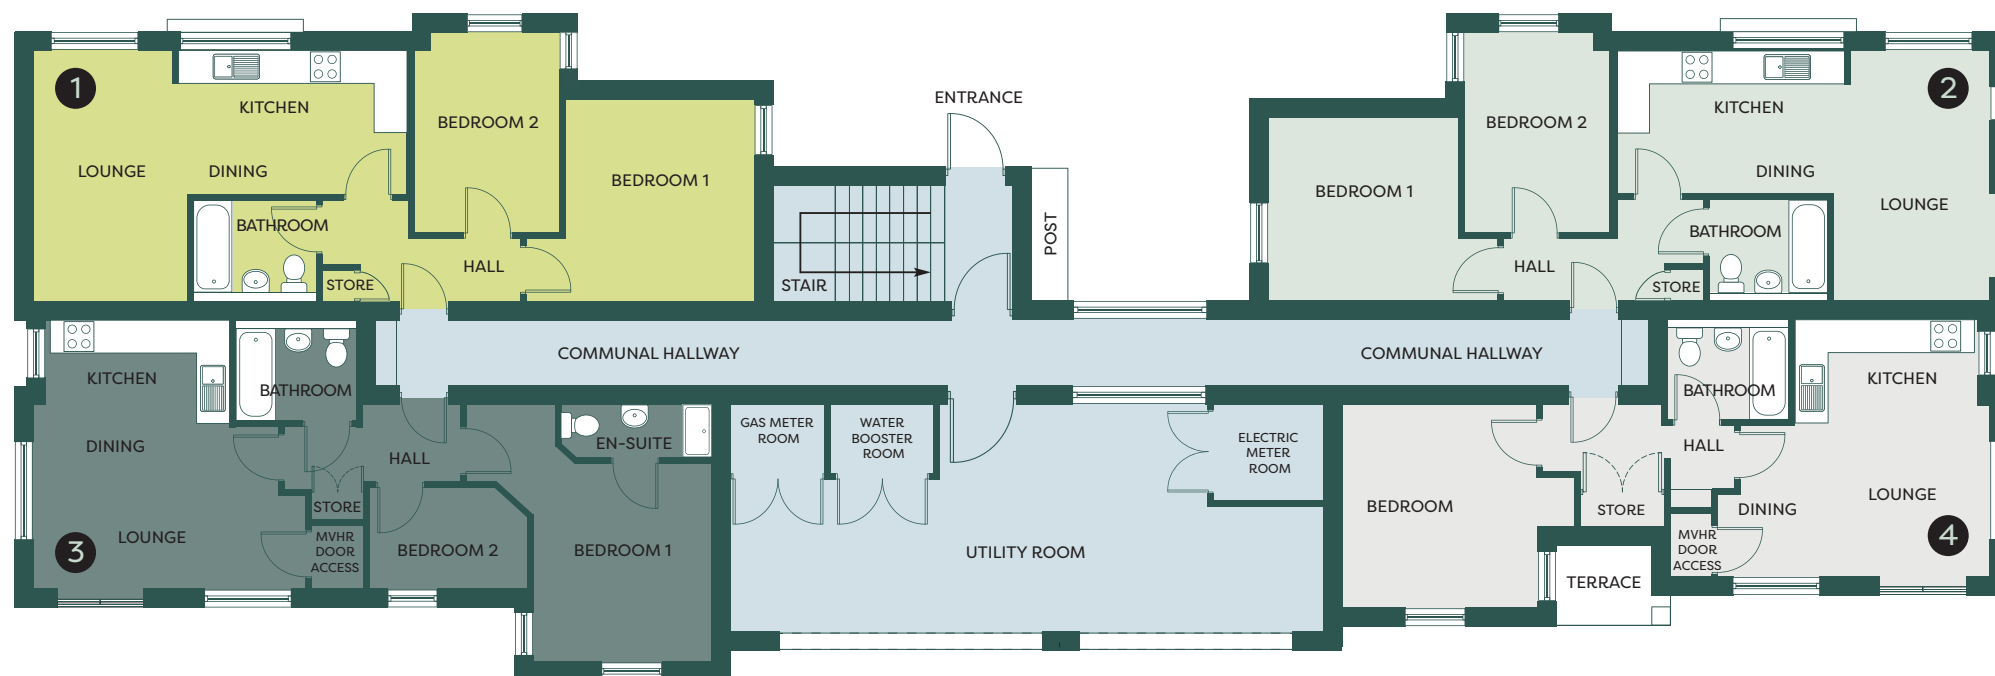 1
KITCHEN
LOUNGE
DINING
BATHROOM
STORE
HALL
BEDROOM 2
BEDROOM 1
STAIR
ENTRANCE
POST
BEDROOM 1
BEDROOM 2
HALL
KITCHEN
DINING
LOUNGE
BATHROOM
STORE
2
COMMUNAL HALLWAY
COMMUNAL HALLWAY
KITCHEN
BATHROOM
DINING
LOUNGE
3
HALL
STORE
MVHR
DOOR
ACCESS
BEDROOM 2
EN-SUITE
BEDROOM 1
GAS METER
ROOM
WATER
BOOSTER
ROOM
ELECTRIC
METER
ROOM
UTILITY ROOM
BEDROOM
STORE
TERRACE
BATHROOM
HALL
KITCHEN
LOUNGE
DINING
MVHR
DOOR
ACCESS
4